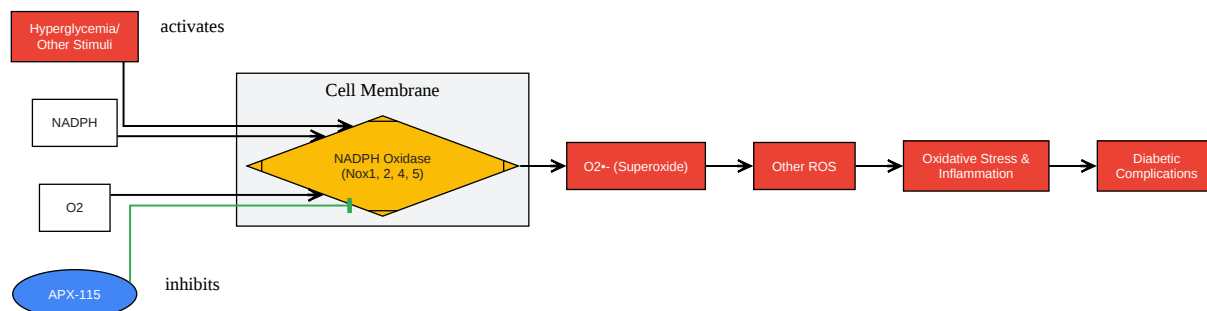 Hyperglycemia/
Other Stimuli
activates
NADPH
Cell Membrane
NADPH Oxidase
(Nox1, 2, 4, 5)
O2•- (Superoxide)
Other ROS
Oxidative Stress &
Inflammation
Diabetic
Complications
O2
APX-115
inhibits